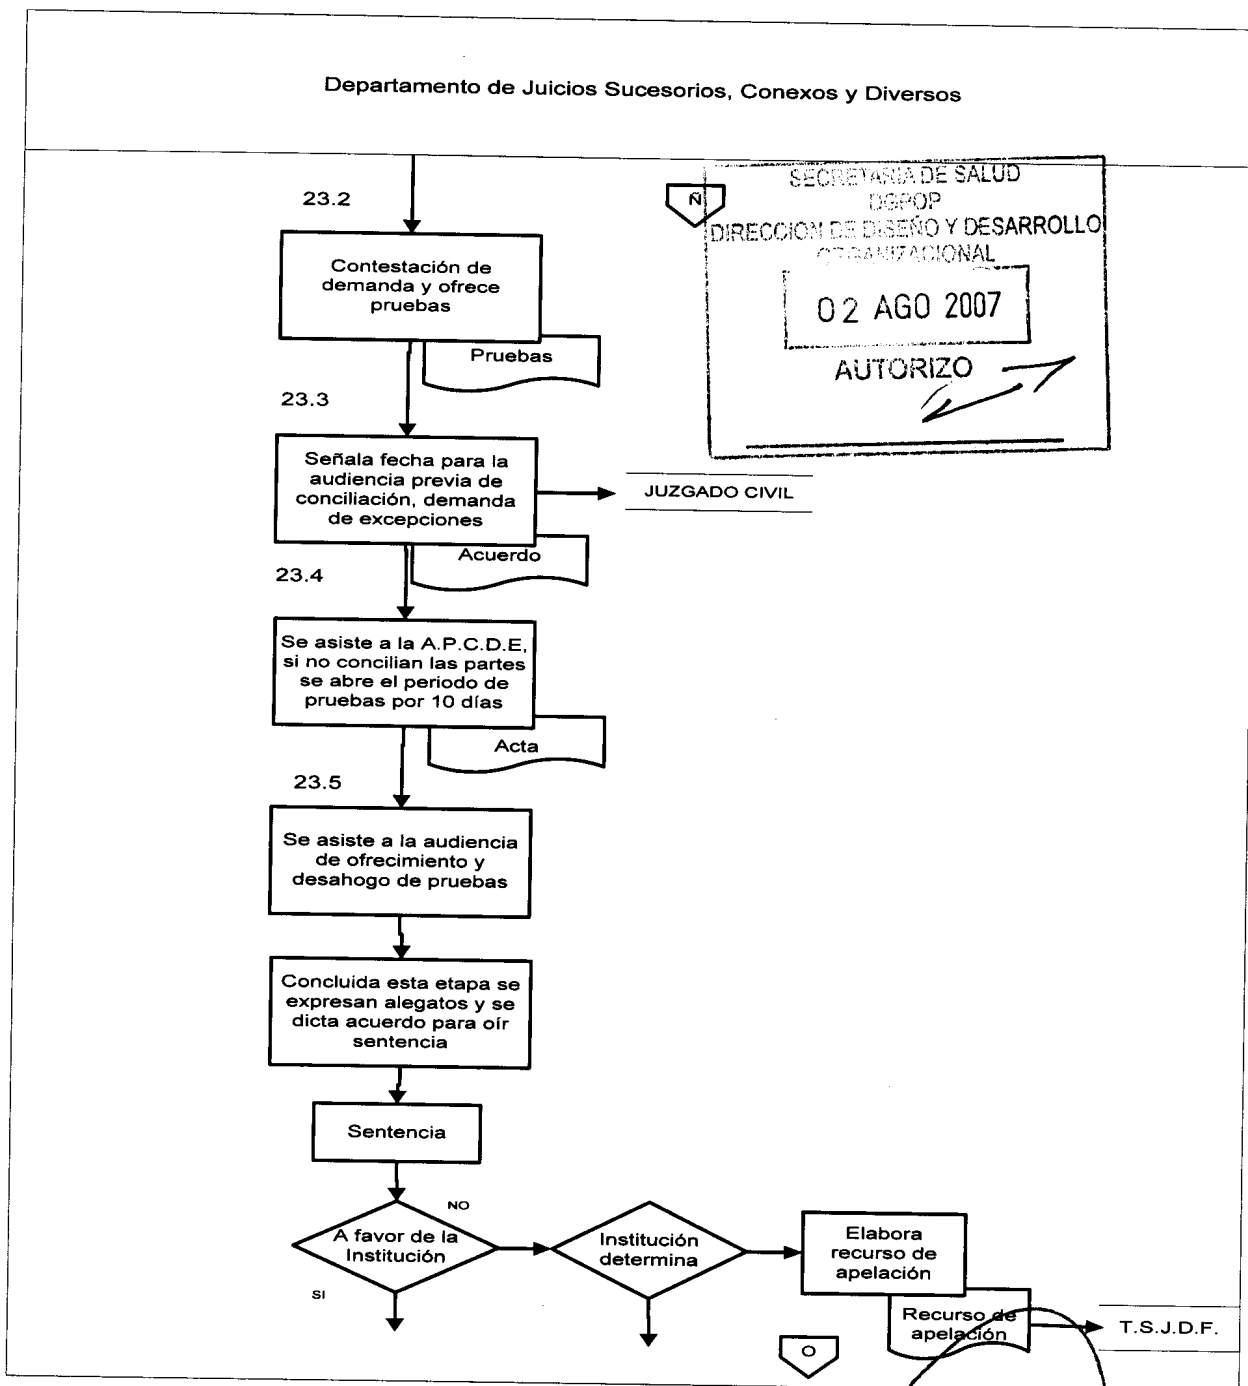 Departamento de Juicios Sucesorios, Conexos y Diversos
23.2
Ñ
SECRETARIA DE SALUD
DGPOP
DIRECCION DE DISEÑO Y DESARROLLO
ORGANIZACIONAL
02 AGO 2007
AUTORIZO
Contestación de
demanda y ofrece
pruebas
Pruebas
23.3
Señala fecha para la
audiencia previa de
conciliación, demanda
de excepciones
JUZGADO CIVIL
Acuerdo
23.4
Se asiste a la A.P.C.D.E,
si no concilian las partes
se abre el periodo de
pruebas por 10 días
Acta
23.5
Se asiste a la audiencia
de ofrecimiento y
desahogo de pruebas
Concluida esta etapa se
expresan alegatos y se
dicta acuerdo para oír
sentencia
Sentencia
NO
A favor de la
Institución
SI
Institución
determina
Elabora
recurso de
apelación
Recurso de
apelación
T.S.J.D.F.
O